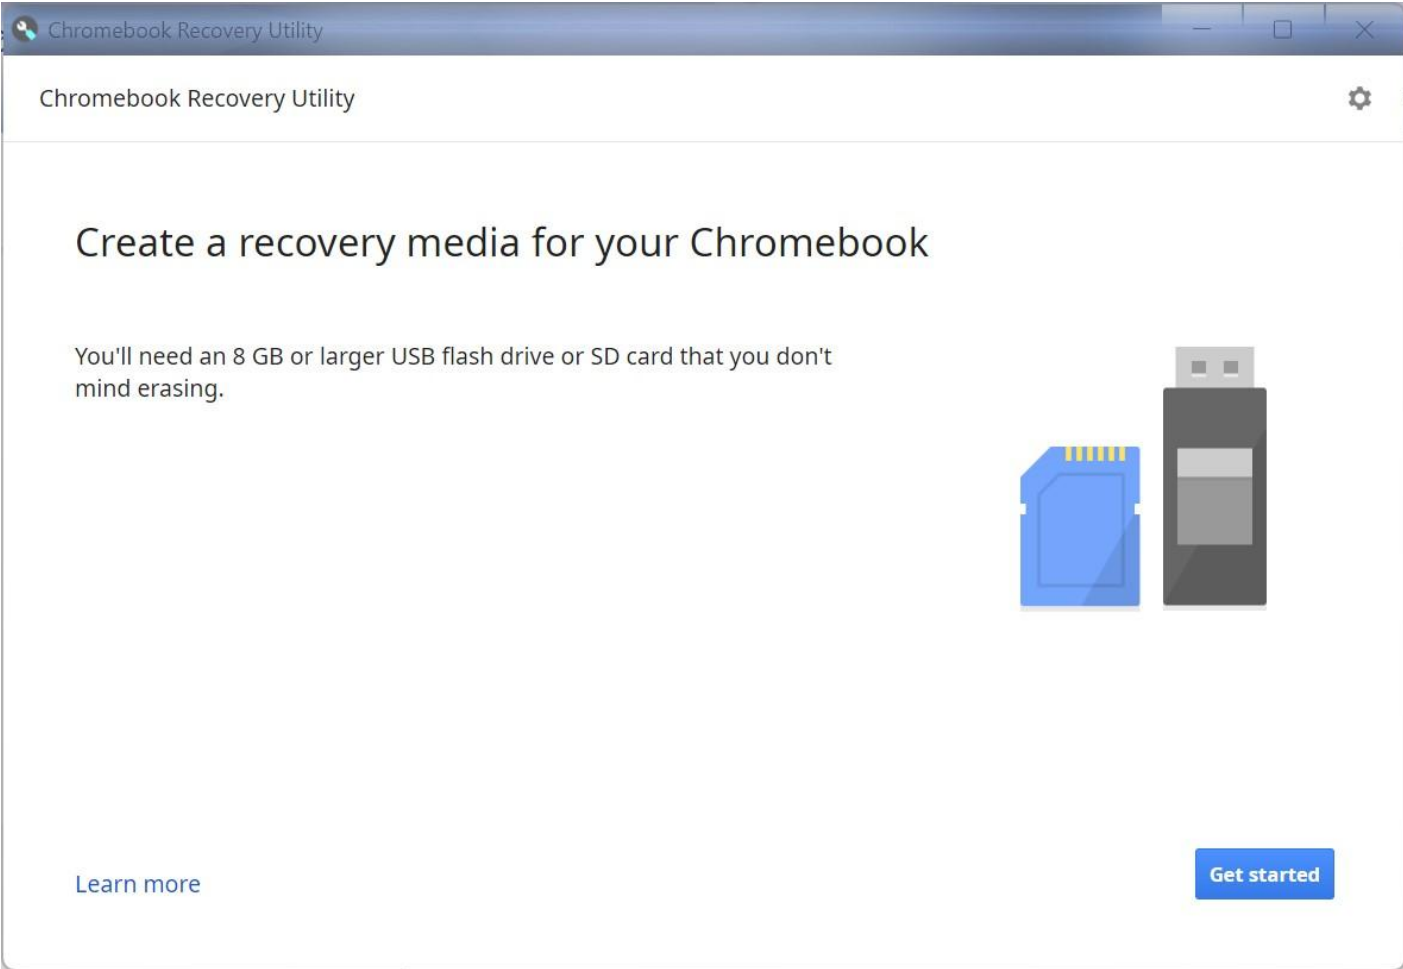 Chromebook Recovery Utility
Chromebook Recovery Utility
Create a recovery media for your Chromebook
You'll need an 8 GB or larger USB flash drive or SD card that you don't
mind erasing.
Learn more
Get started